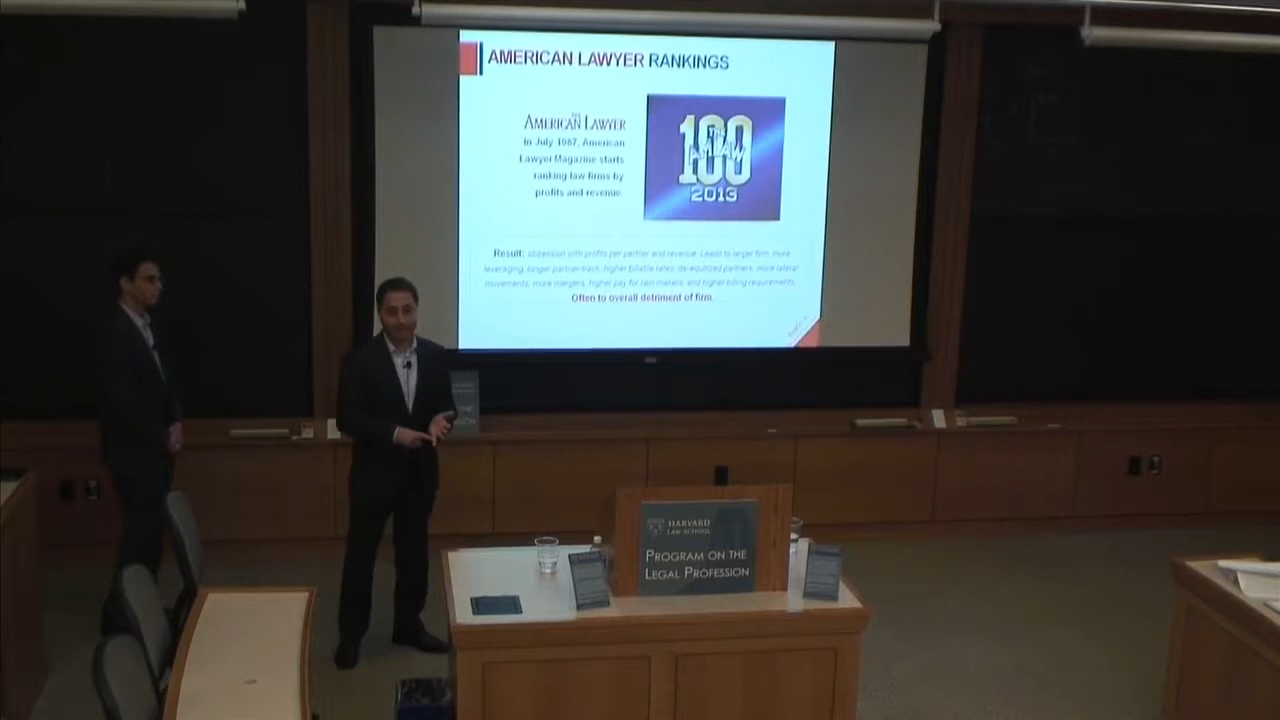 AMERICAN LAWYER RANKINGS
THE
AMERICAN LAWYER
In July 1987, American
Lawyer Magazine starts
ranking law firms by
profits and revenue.
THE
100
AMLAW
2013
Result: obsession with profits per partner and revenue. Leads to larger firm, more
leveraging, longer partner-track, higher billable rates, de-equitized partners, more lateral
movements, more mergers, higher pay for rain makers, and higher billing requirements.
Often to overall detriment of firm.
HARVARD
LAW SCHOOL
PROGRAM ON THE
LEGAL PROFESSION